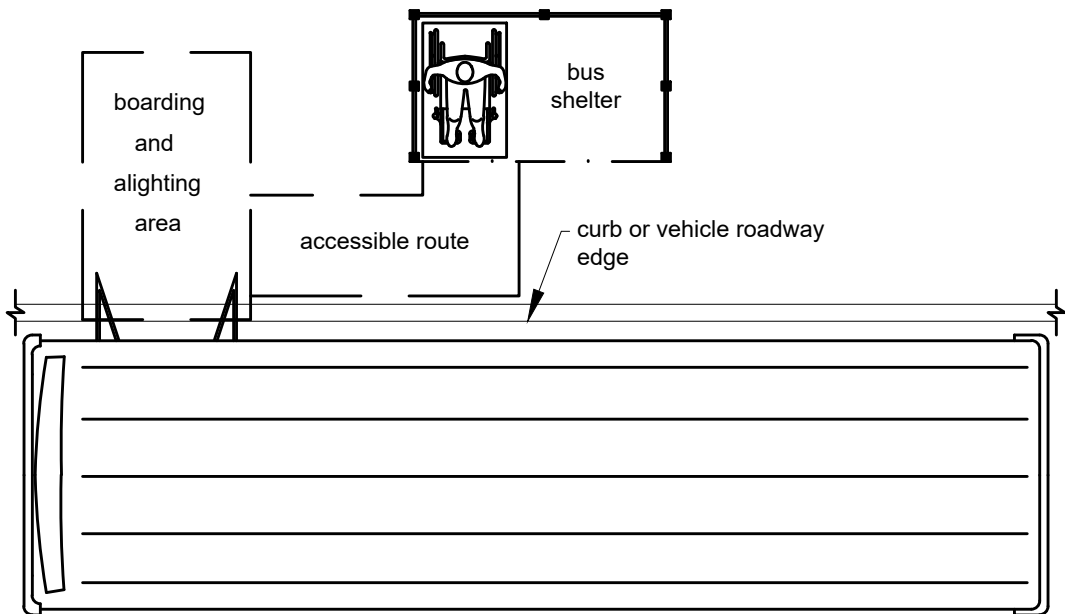 boarding
and
alighting
area
bus
shelter
accessible route
curb or vehicle roadway
edge